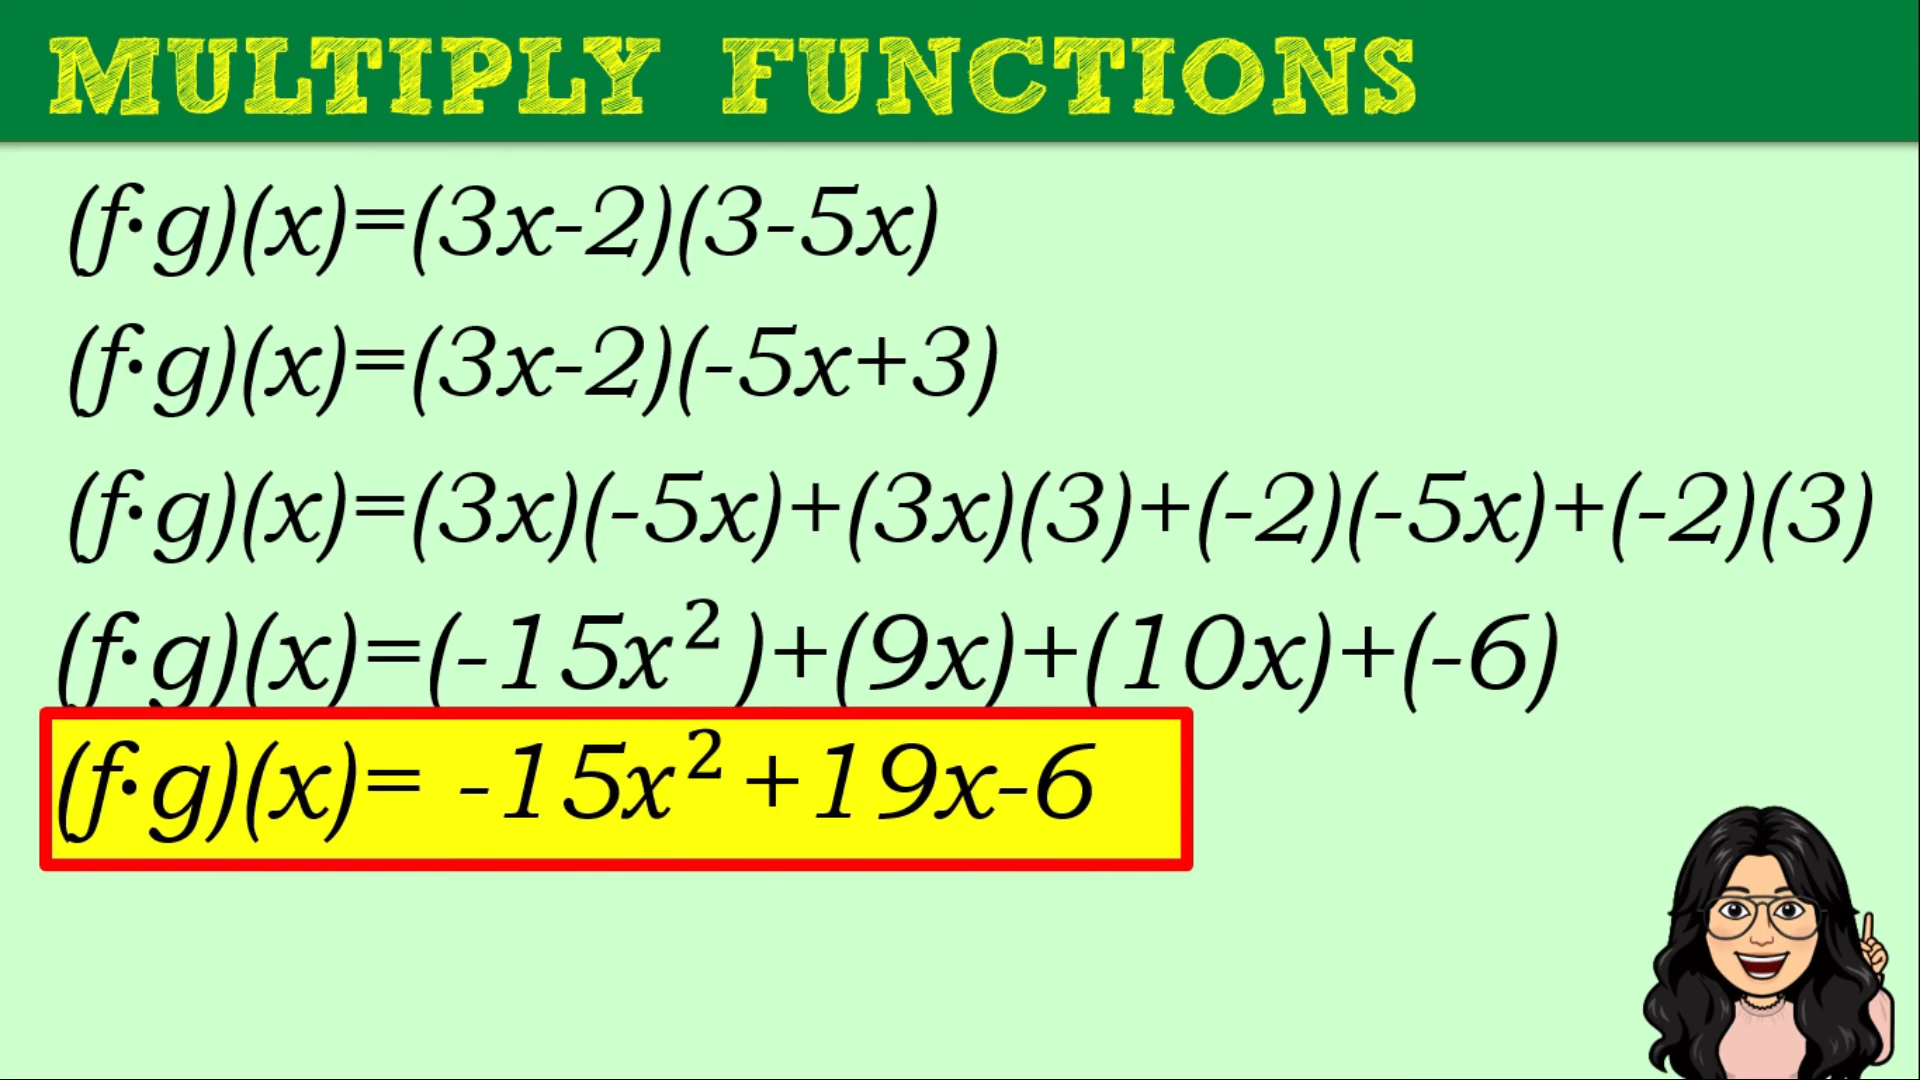 MULTIPLY FUNCTIONS
(f·g)(x)=(3x-2)(3-5x)
(f·g)(x)=(3x-2)(-5x+3)
(f·g)(x)=(3x)(-5x)+(3x)(3)+(-2)(-5x)+(-2)(3)
(f·g)(x)=(-15x²)+(9x)+(10x)+(-6)
(f·g)(x)= -15x²+19x-6